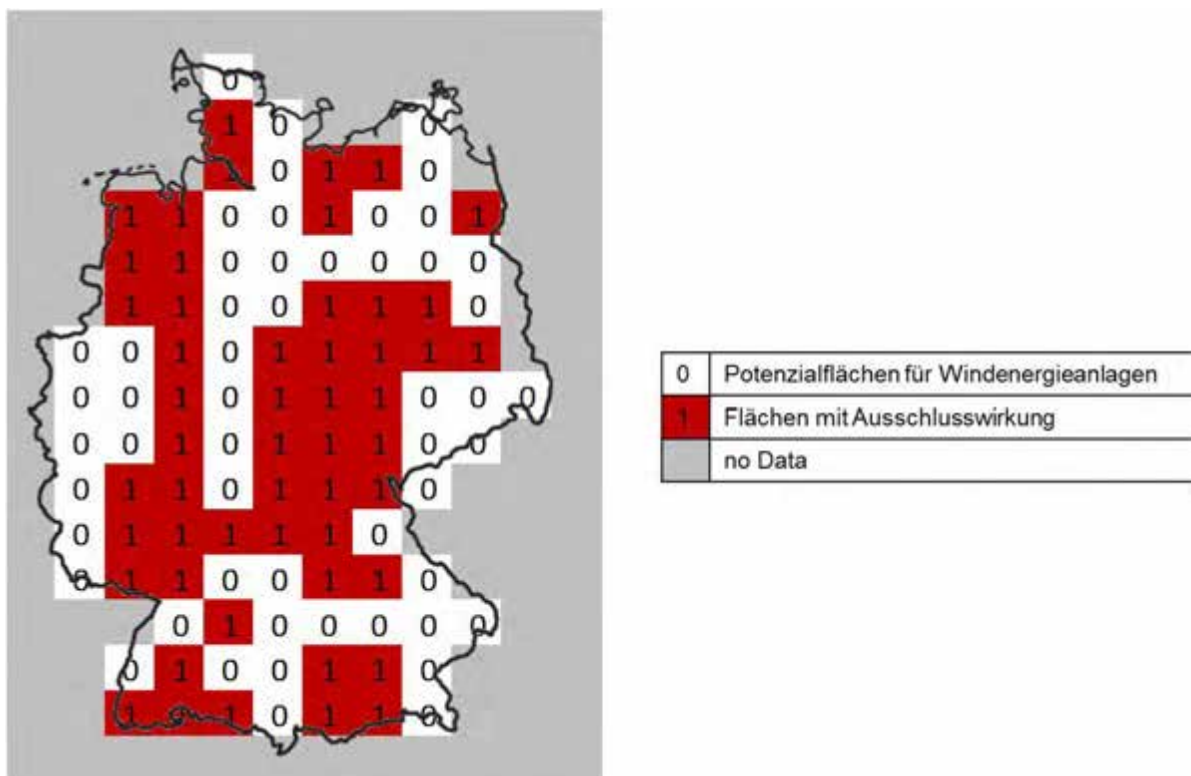 0
1 0 0
1 0 1 1 0
1 1 0 0 1 0 0 1
1 1 0 0 0 0 0 0
1 1 0 0 1 1 1 0
0 0 1 0 1 1 1 1 1
0 0 1 0 1 1 1 0 0 0
0 0 1 0 1 1 1 0 0
0 1 1 0 1 1 1 0
0 1 1 1 1 1 0
0 1 1 0 0 1 1 0
0 1 0 0 0 0 0
0 1 0 0 1 1 0
1 1 1 0 1 1 0
0 Potenzialflächen für Windenergieanlagen
1 Flächen mit Ausschlusswirkung
no Data